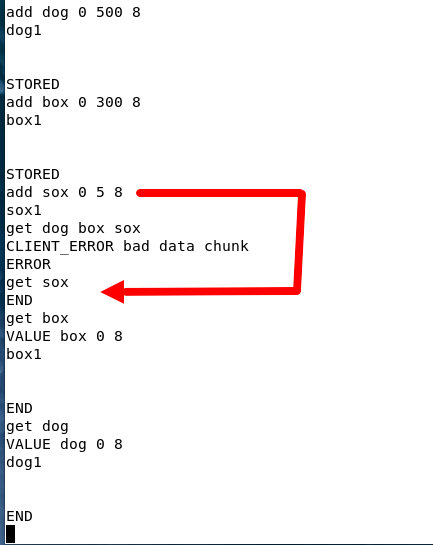 add dog 0 500 8
dog1
STORED
add box 0 300 8
box1
STORED
add sox 0 5 8
sox1
get dog box sox
CLIENT_ERROR bad data chunk
ERROR
get sox
END
get box
VALUE box 0 8
box1
END
get dog
VALUE dog 0 8
dog1
END